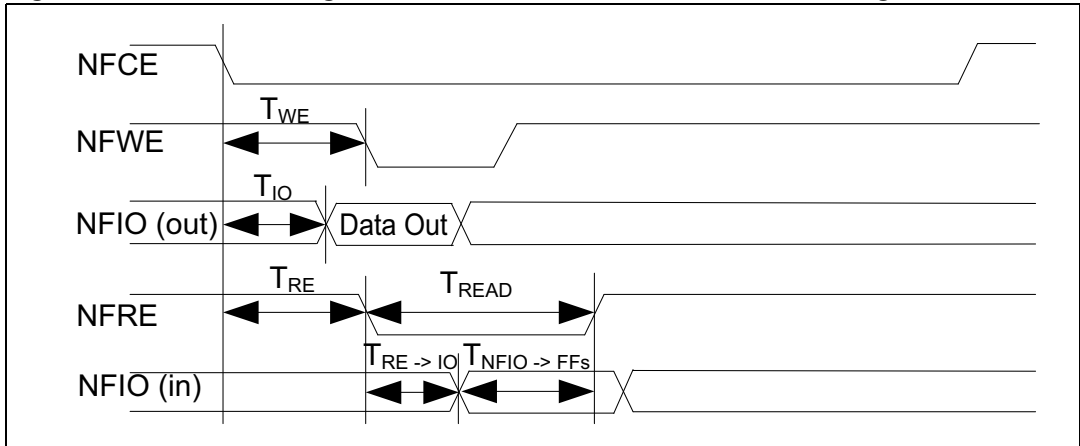 NFCE
T_WE
NFWE
T_IO
NFIO (out)
Data Out
T_RE
T_READ
NFRE
T_RE -> IO
T_NFIO -> FFs
NFIO (in)